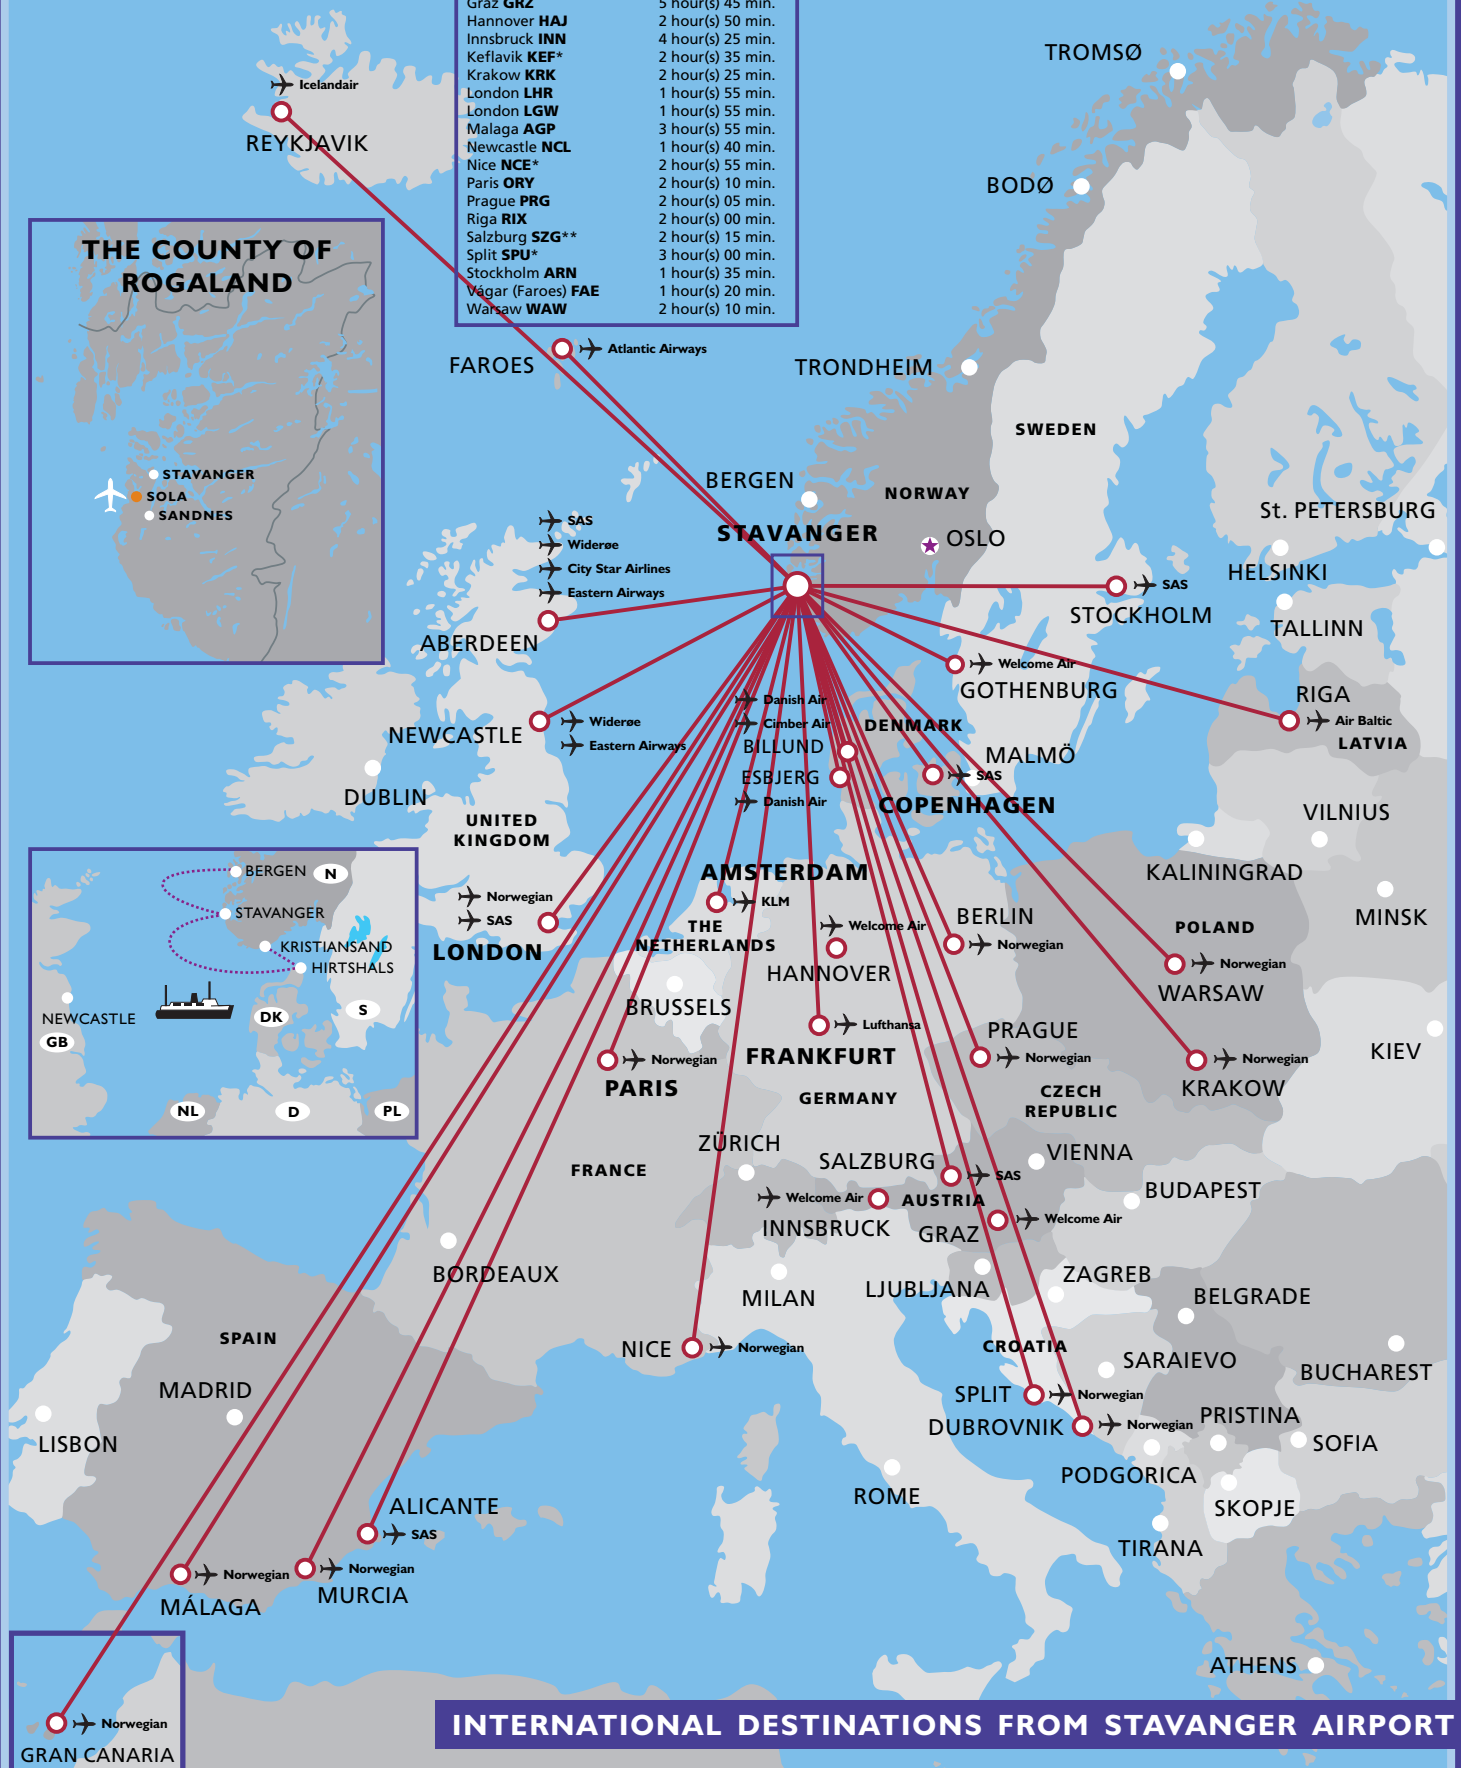 Graz GRZ 5 hour(s) 45 min.
Hannover HAJ 2 hour(s) 50 min.
Innsbruck INN 4 hour(s) 25 min.
Keflavik KEF* 2 hour(s) 35 min.
Krakow KRK 2 hour(s) 25 min.
London LHR 1 hour(s) 55 min.
London LGW 1 hour(s) 55 min.
Malaga AGP 3 hour(s) 55 min.
Newcastle NCL 1 hour(s) 40 min.
Nice NCE* 2 hour(s) 55 min.
Paris ORY 2 hour(s) 10 min.
Prague PRG 2 hour(s) 05 min.
Riga RIX 2 hour(s) 00 min.
Salzburg SZG** 2 hour(s) 15 min.
Split SPU* 3 hour(s) 00 min.
Stockholm ARN 1 hour(s) 35 min.
Vágar (Faroes) FAE 1 hour(s) 20 min.
Warsaw WAW 2 hour(s) 10 min.
TROMSØ
Icelandair
REYKJAVIK
BODØ
THE COUNTY OF
ROGALAND
STAVANGER
SOLA
SANDNES
FAROES
Atlantic Airways
TRONDHEIM
SWEDEN
BERGEN
NORWAY
STAVANGER
OSLO
St. PETERSBURG
HELSINKI
SAS
Widerøe
City Star Airlines
Eastern Airways
ABERDEEN
SAS
STOCKHOLM
TALLINN
Welcome Air
GOTHENBURG
RIGA
Air Baltic
LATVIA
NEWCASTLE
Widerøe
Eastern Airways
Danish Air
Cimber Air
BILLUND
DENMARK
ESBJERG
Danish Air
MALMÖ
SAS
COPENHAGEN
DUBLIN
UNITED
KINGDOM
VILNIUS
KALININGRAD
MINSK
BERGEN
N
STAVANGER
KRISTIANSAND
HIRTSHALS
NEWCASTLE
GB
DK
S
NL
D
PL
Norwegian
SAS
LONDON
AMSTERDAM
KLM
THE
NETHERLANDS
Welcome Air
HANNOVER
BERLIN
Norwegian
POLAND
Norwegian
WARSAW
BRUSSELS
Lufthansa
FRANKFURT
PRAGUE
Norwegian
KIEV
Norwegian
PARIS
Norwegian
KRAKOW
GERMANY
CZECH
REPUBLIC
ZÜRICH
FRANCE
SALZBURG
SAS
VIENNA
Welcome Air
AUSTRIA
BUDAPEST
INNSBRUCK
GRAZ
Welcome Air
BORDEAUX
MILAN
LJUBLJANA
ZAGREB
BELGRADE
SPAIN
NICE
Norwegian
CROATIA
SARAIEVO
BUCHAREST
MADRID
SPLIT
Norwegian
DUBROVNIK
Norwegian
PRISTINA
SOFIA
LISBON
PODGORICA
ROME
SKOPJE
ALICANTE
SAS
TIRANA
Norwegian
MÁLAGA
Norwegian
MURCIA
ATHENS
Norwegian
GRAN CANARIA
INTERNATIONAL DESTINATIONS FROM STAVANGER AIRPORT